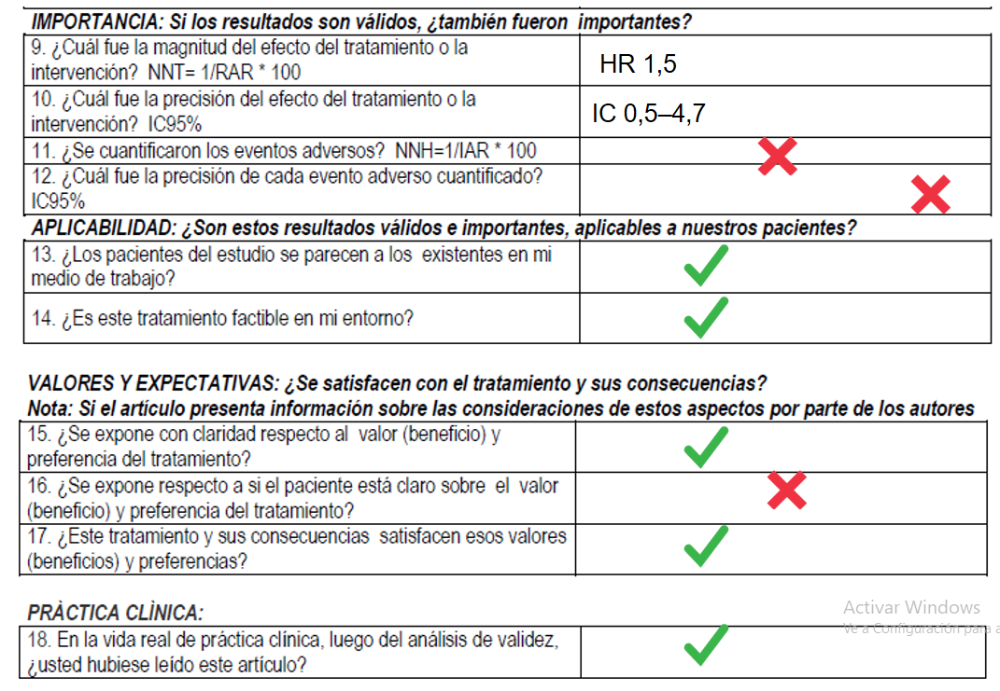 IMPORTANCIA: Si los resultados son válidos, ¿también fueron importantes?
9. ¿Cuál fue la magnitud del efecto del tratamiento o la
intervención? NNT= 1/RAR * 100
HR 1,5
10. ¿Cuál fue la precisión del efecto del tratamiento o la
intervención? IC95%
IC 0,5–4,7
11. ¿Se cuantificaron los eventos adversos? NNH=1/IAR * 100
12. ¿Cuál fue la precisión de cada evento adverso cuantificado?
IC95%
APLICABILIDAD: ¿Son estos resultados válidos e importantes, aplicables a nuestros pacientes?
13. ¿Los pacientes del estudio se parecen a los existentes en mi
medio de trabajo?
14. ¿Es este tratamiento factible en mi entorno?
VALORES Y EXPECTATIVAS: ¿Se satisfacen con el tratamiento y sus consecuencias?
Nota: Si el artículo presenta información sobre las consideraciones de estos aspectos por parte de los autores
15. ¿Se expone con claridad respecto al valor (beneficio) y
preferencia del tratamiento?
16. ¿Se expone respecto a si el paciente está claro sobre el valor
(beneficio) y preferencia del tratamiento?
17. ¿Este tratamiento y sus consecuencias satisfacen esos valores
(beneficios) y preferencias?
PRÀCTICA CLÌNICA:
18. En la vida real de práctica clínica, luego del análisis de validez,
¿usted hubiese leído este artículo?
Activar Windows
Ve a Configuración para a